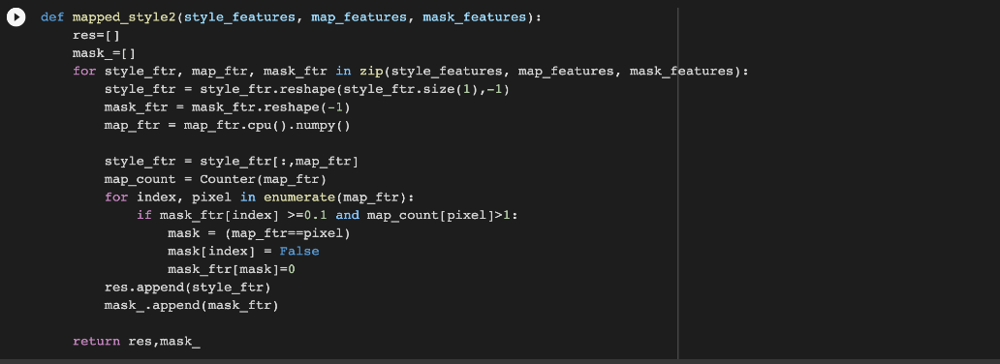 def mapped_style2(style_features, map_features, mask_features):
    res=[]
    mask_=[]
    for style_ftr, map_ftr, mask_ftr in zip(style_features, map_features, mask_features):
        style_ftr = style_ftr.reshape(style_ftr.size(1),-1)
        mask_ftr = mask_ftr.reshape(-1)
        map_ftr = map_ftr.cpu().numpy()

        style_ftr = style_ftr[:,map_ftr]
        map_count = Counter(map_ftr)
        for index, pixel in enumerate(map_ftr):
            if mask_ftr[index] >=0.1 and map_count[pixel]>1:
                mask = (map_ftr==pixel)
                mask[index] = False
                mask_ftr[mask]=0
        res.append(style_ftr)
        mask_.append(mask_ftr)

    return res,mask_